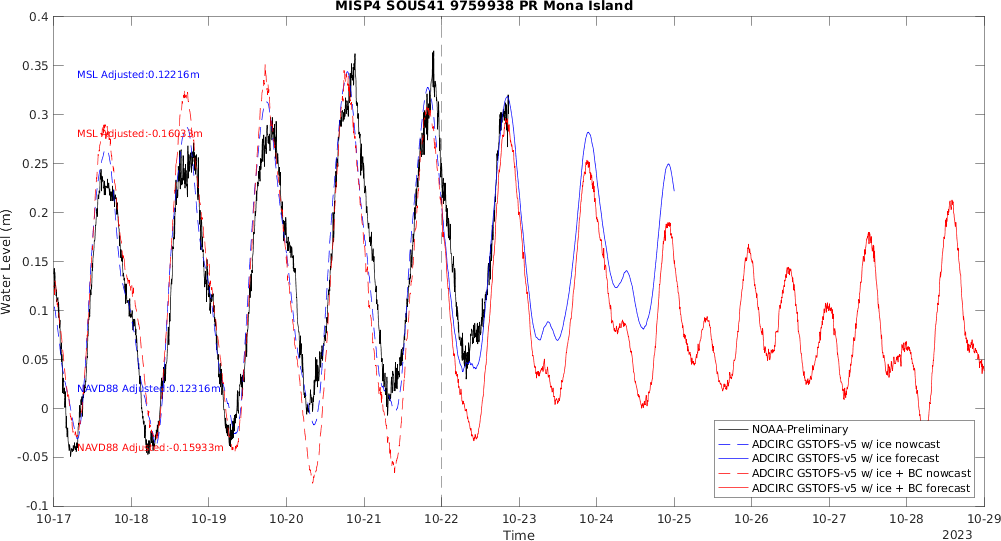 MISP4 SOUS41 9759938 PR Mona Island
0.4
0.35
0.3
0.25
0.2
0.15
0.1
0.05
0
-0.05
-0.1
Water Level (m)
MSL Adjusted:0.12216m
MSL Adjusted:-0.16033m
NAVD88 Adjusted:0.12316m
NAVD88 Adjusted:-0.15933m
NOAA-Preliminary
ADCIRC GSTOFS-v5 w/ ice nowcast
ADCIRC GSTOFS-v5 w/ ice forecast
ADCIRC GSTOFS-v5 w/ ice + BC nowcast
ADCIRC GSTOFS-v5 w/ ice + BC forecast
10-17 10-18 10-19 10-20 10-21 10-22 10-23 10-24 10-25 10-26 10-27 10-28 10-29
Time
2023